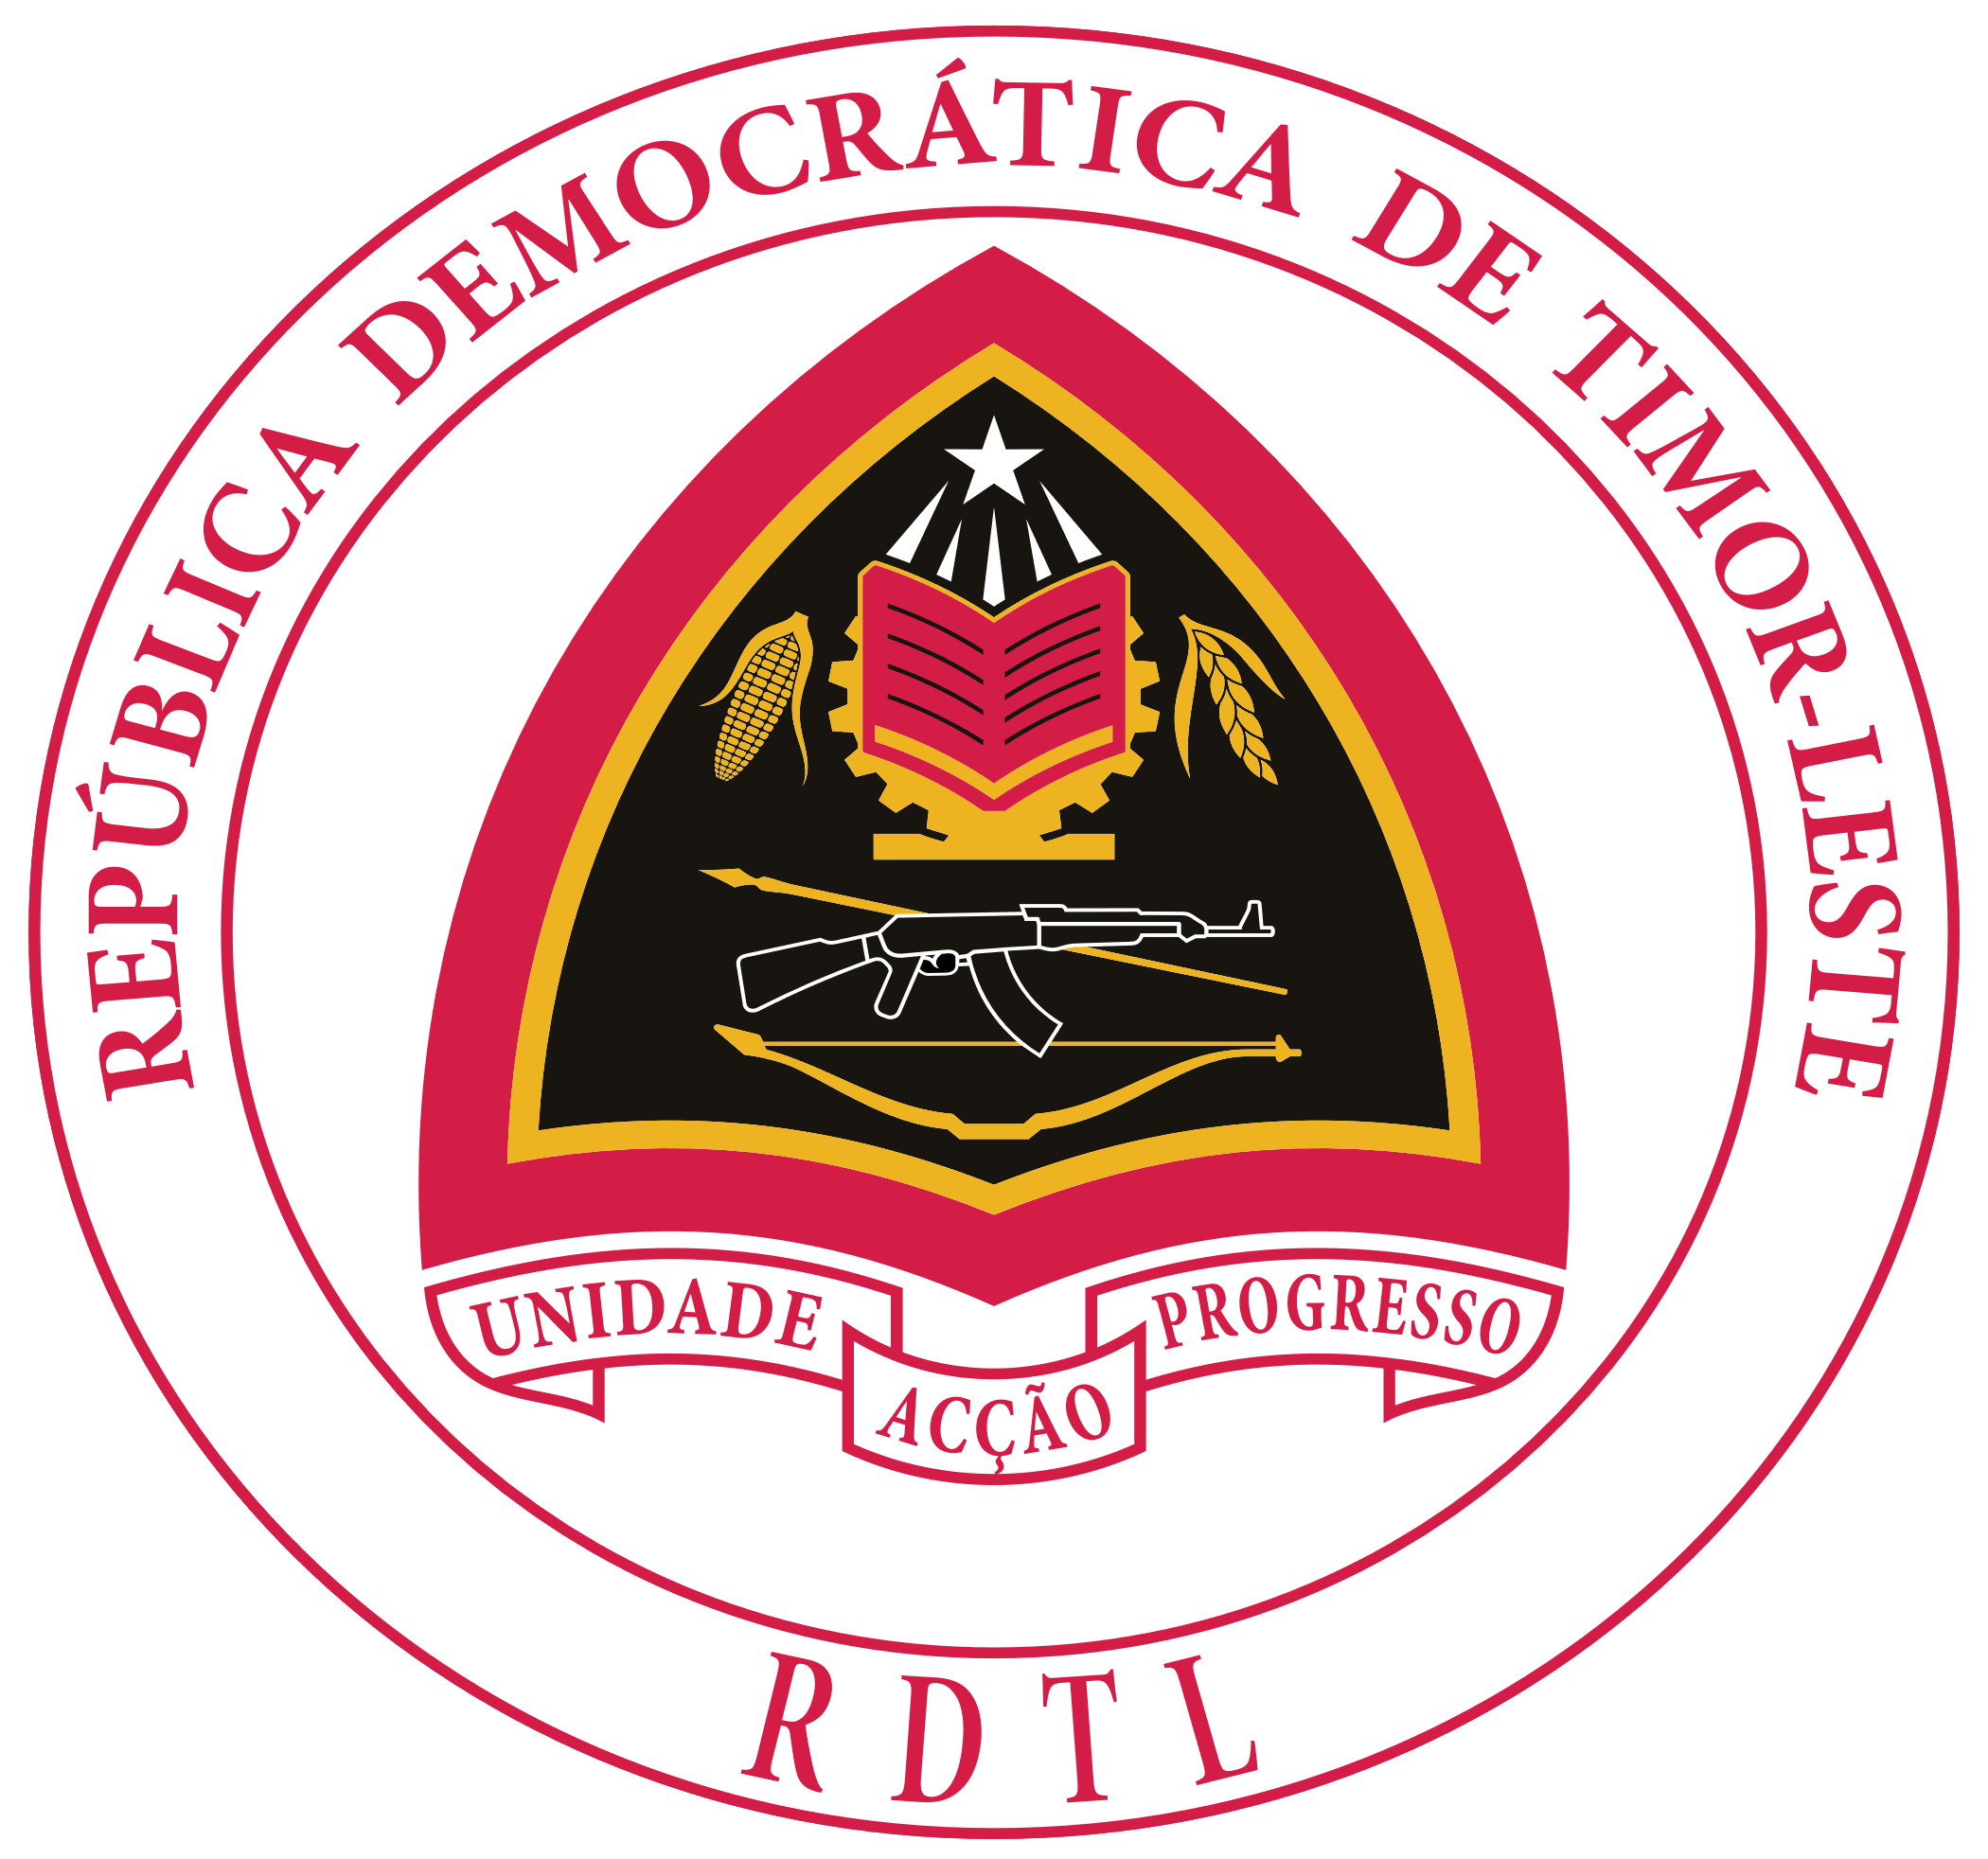 REPÚBLICA DEMOCRÁTICA DE TIMOR-LESTE
UNIDADE
ACÇÃO
PROGRESSO
RDTL